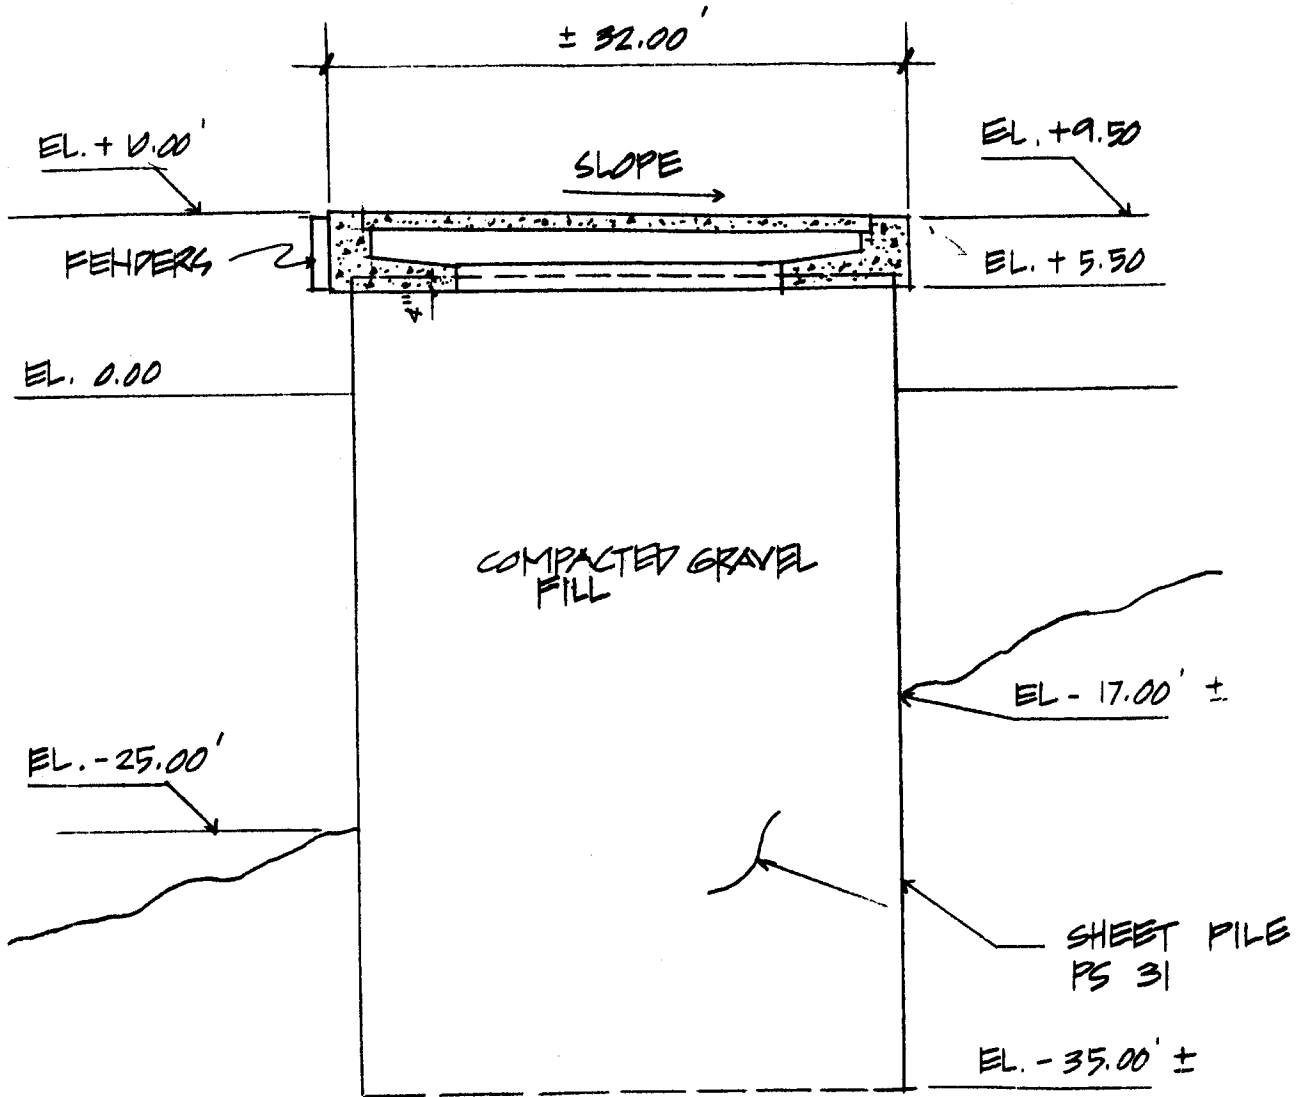 ± 32.00'
EL. + 10.00'
EL. +9.50
SLOPE
FENDERS
EL. + 5.50
4"
EL. 0.00
COMPACTED GRAVEL
FILL
EL - 17.00' ±
EL. - 25.00'
SHEET PILE
PS 31
EL. - 35.00' ±